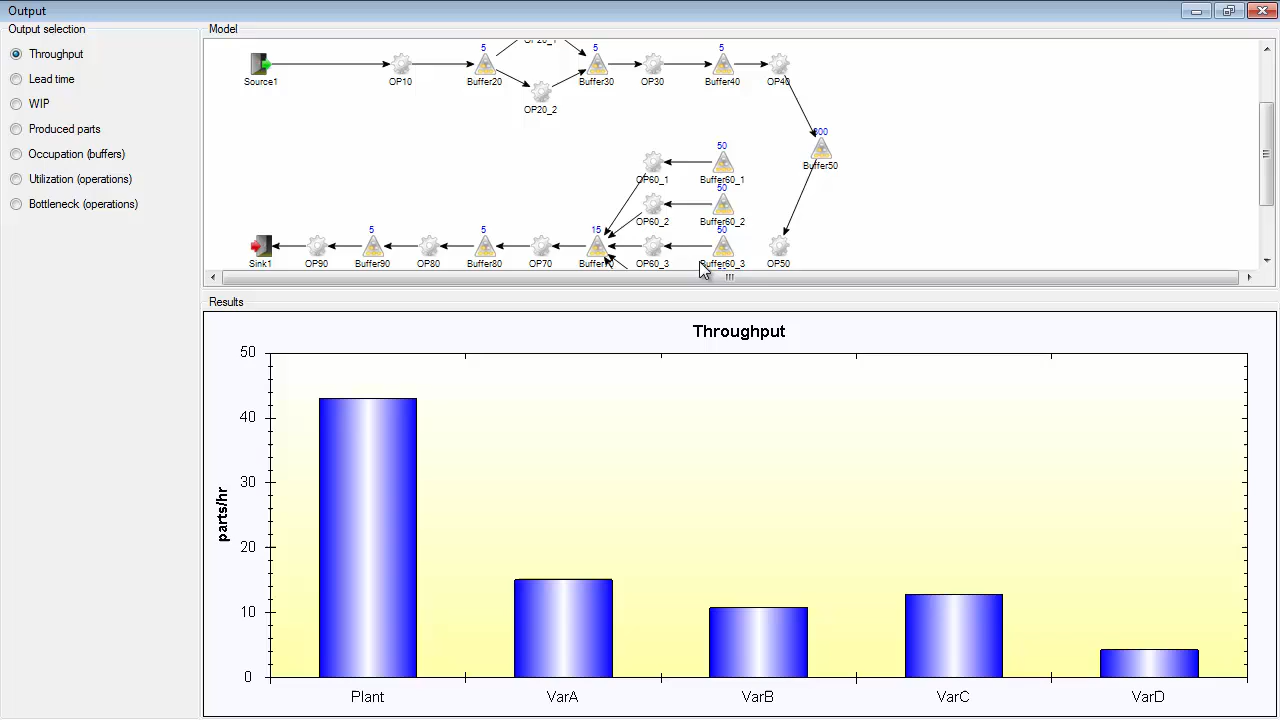 Output
Output selection
Throughput
Lead time
WIP
Produced parts
Occupation (buffers)
Utilization (operations)
Bottleneck (operations)
Model
5 5 5
Source1 OP10 Buffer20 Buffer30 OP30 Buffer40 OP40
OP20_2
50
Buffer50
OP60_1 Buffer60_1
50
OP60_2 Buffer60_2
5 5 15 50
Sink1 OP90 Buffer90 OP80 Buffer80 OP70 OP60_3 Buffer60_3 OP50
Results
Throughput
50
40
30
20
10
0
parts/hr
Plant VarA VarB VarC VarD